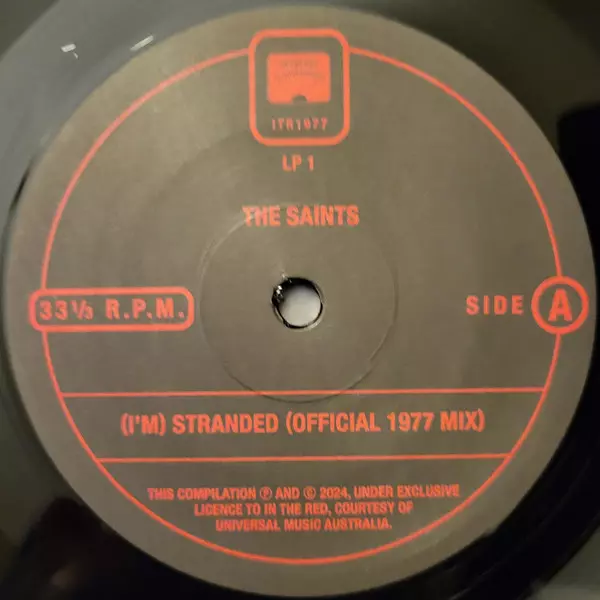 ITR1977
LP 1
THE SAINTS
33⅓ R.P.M.
SIDE A
(I'M) STRANDED (OFFICIAL 1977 MIX)
THIS COMPILATION Ⓟ AND © 2024, UNDER EXCLUSIVE
LICENCE TO IN THE RED, COURTESY OF
UNIVERSAL MUSIC AUSTRALIA.